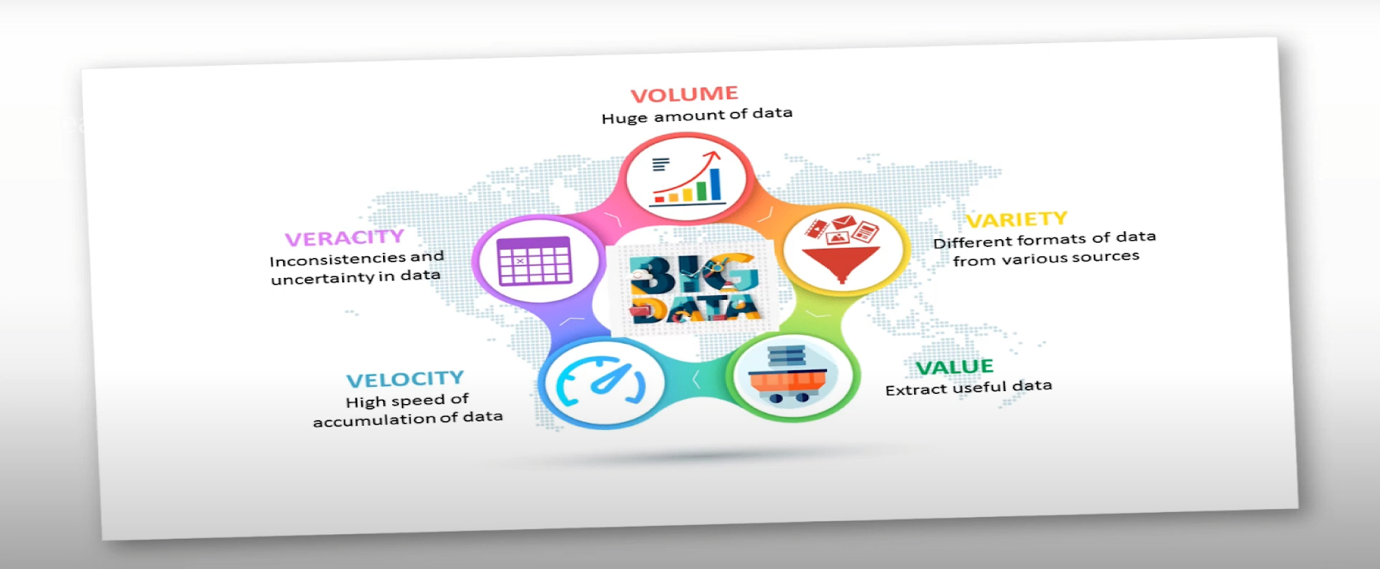 VOLUME
Huge amount of data
VERACITY
Inconsistencies and
uncertainty in data
VARIETY
Different formats of data
from various sources
BIG
DATA
VELOCITY
High speed of
accumulation of data
VALUE
Extract useful data